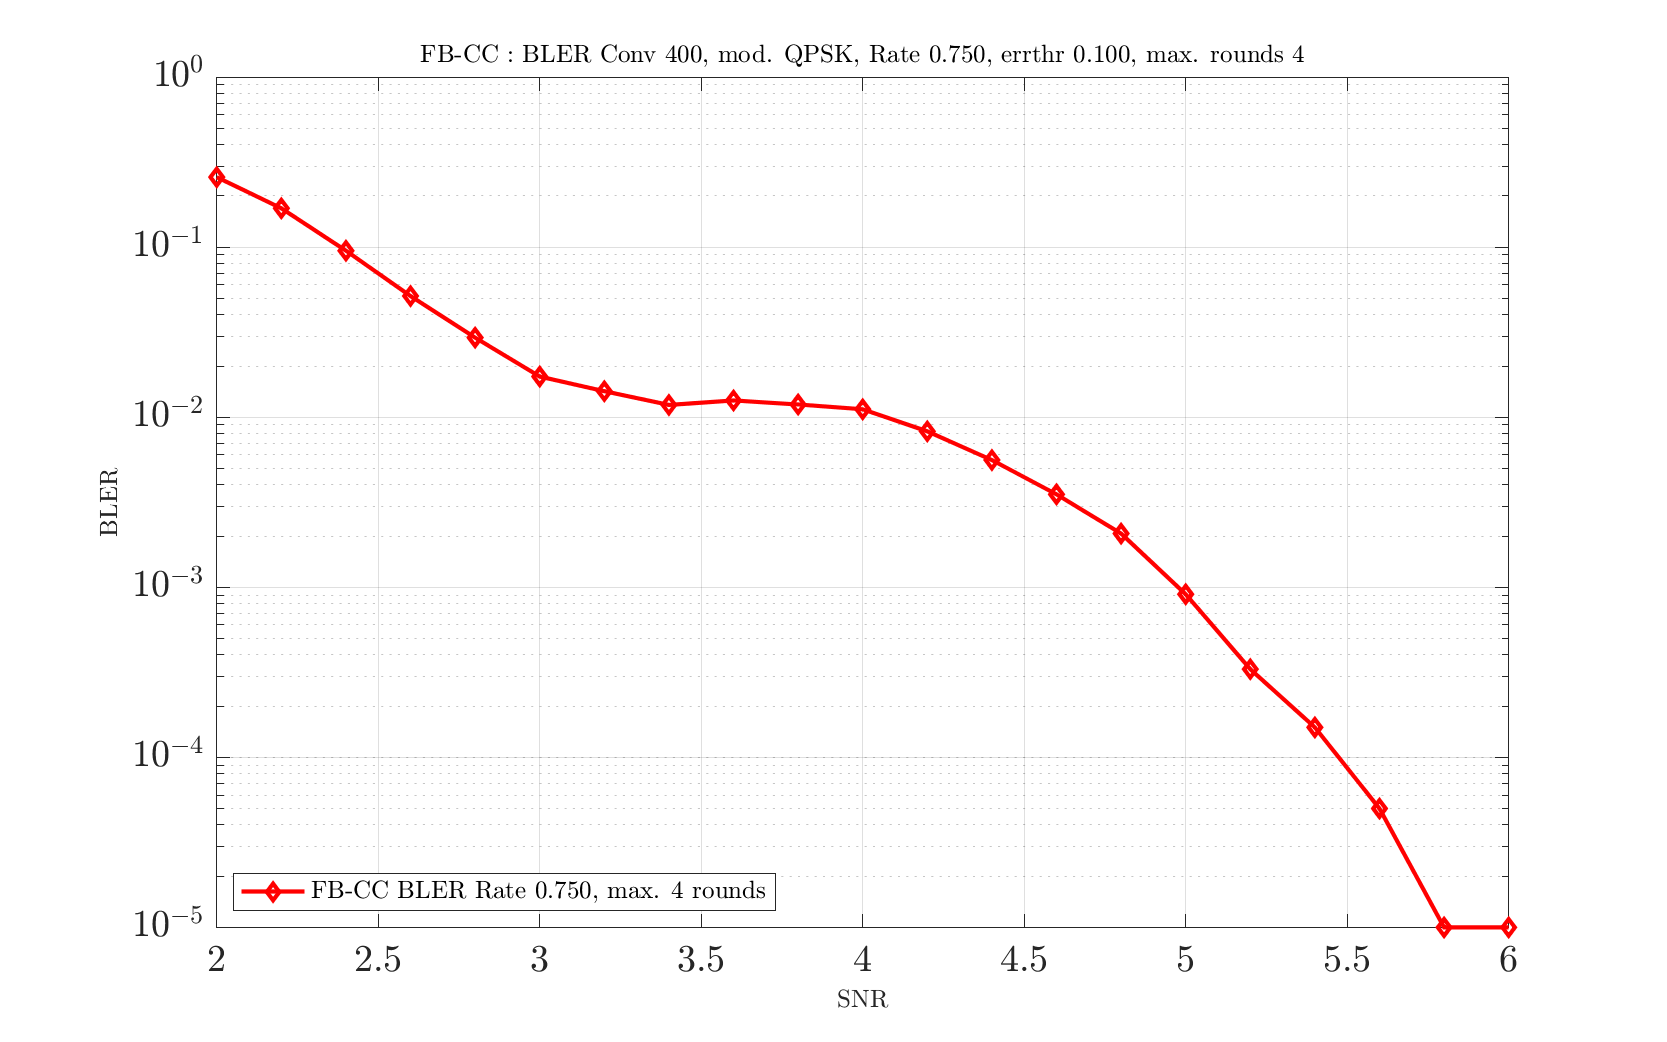 FB-CC : BLER Conv 400, mod. QPSK, Rate 0.750, errthr 0.100, max. rounds 4
10^0
10^−1
10^−2
10^−3
10^−4
10^−5
BLER
FB-CC BLER Rate 0.750, max. 4 rounds
2 2.5 3 3.5 4 4.5 5 5.5 6
SNR